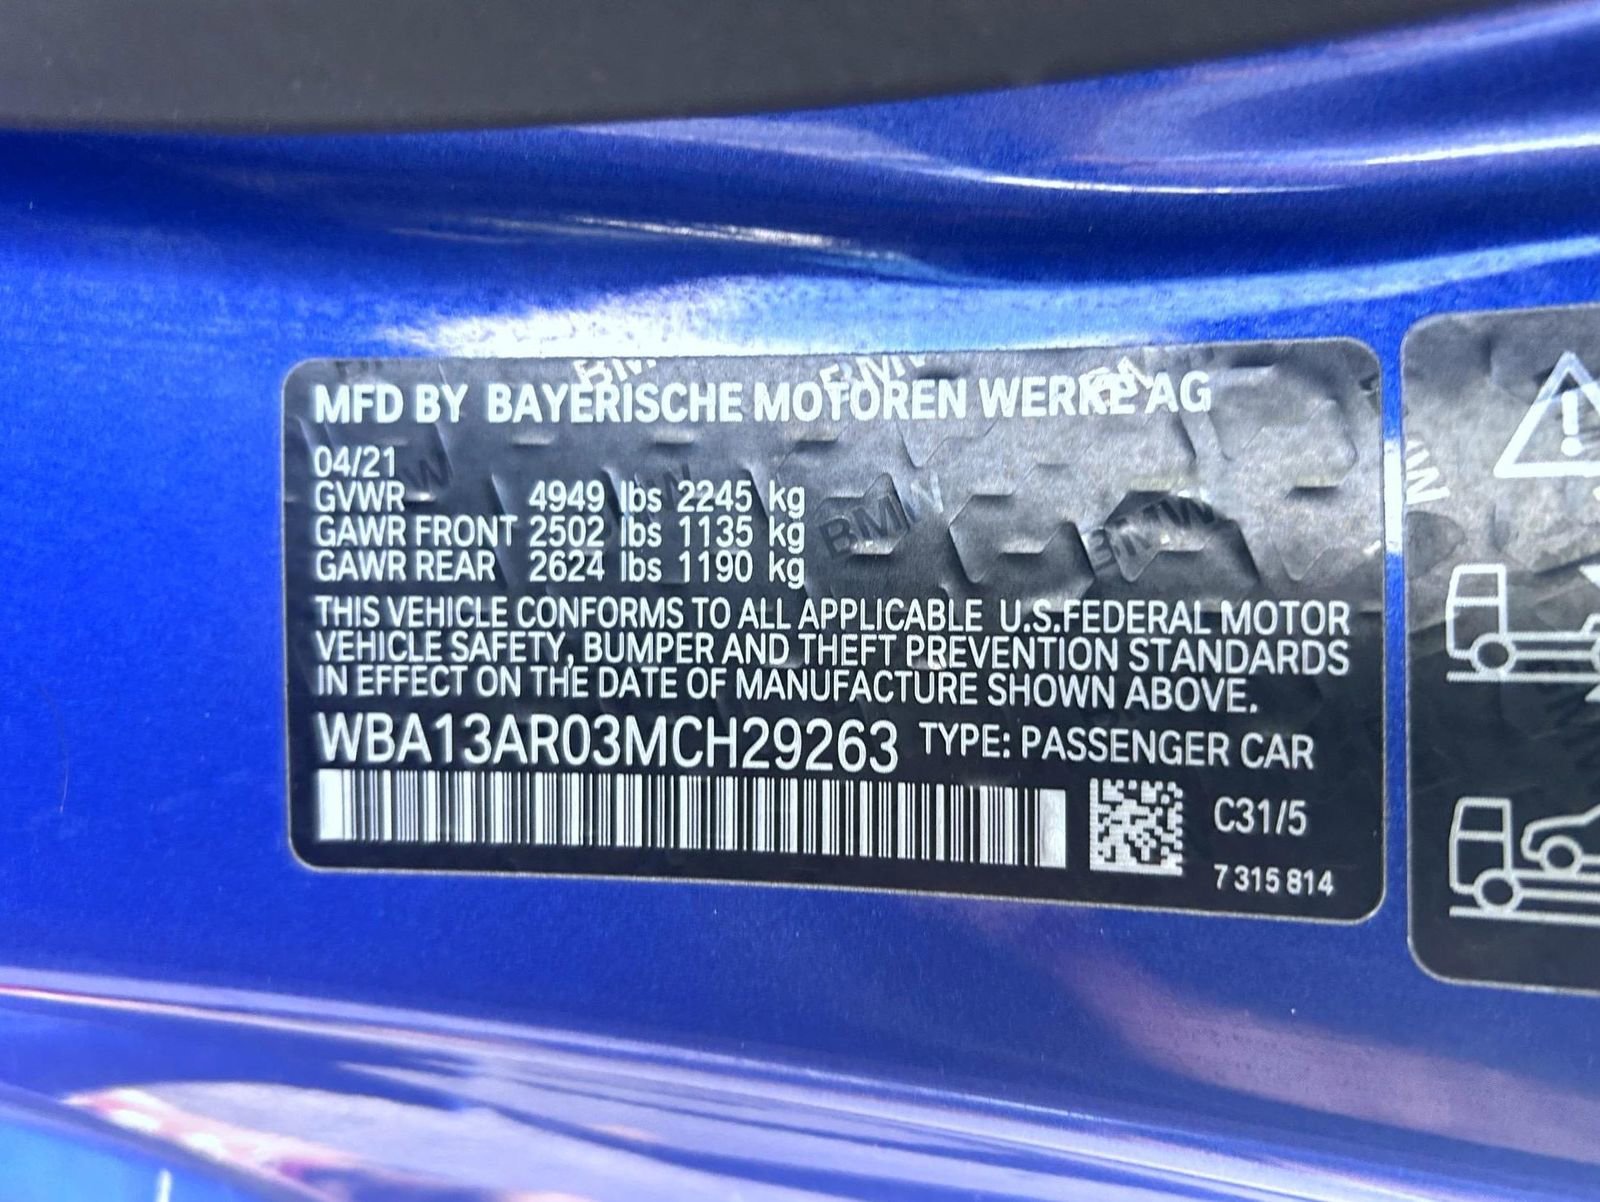 MFD BY BAYERISCHE MOTOREN WERKE AG
04/21
GVWR 4949 lbs 2245 kg
GAWR FRONT 2502 lbs 1135 kg
GAWR REAR 2624 lbs 1190 kg
THIS VEHICLE CONFORMS TO ALL APPLICABLE U.S.FEDERAL MOTOR
VEHICLE SAFETY, BUMPER AND THEFT PREVENTION STANDARDS
IN EFFECT ON THE DATE OF MANUFACTURE SHOWN ABOVE.
WBA13AR03MCH29263 TYPE: PASSENGER CAR
C31/5
7 315 814